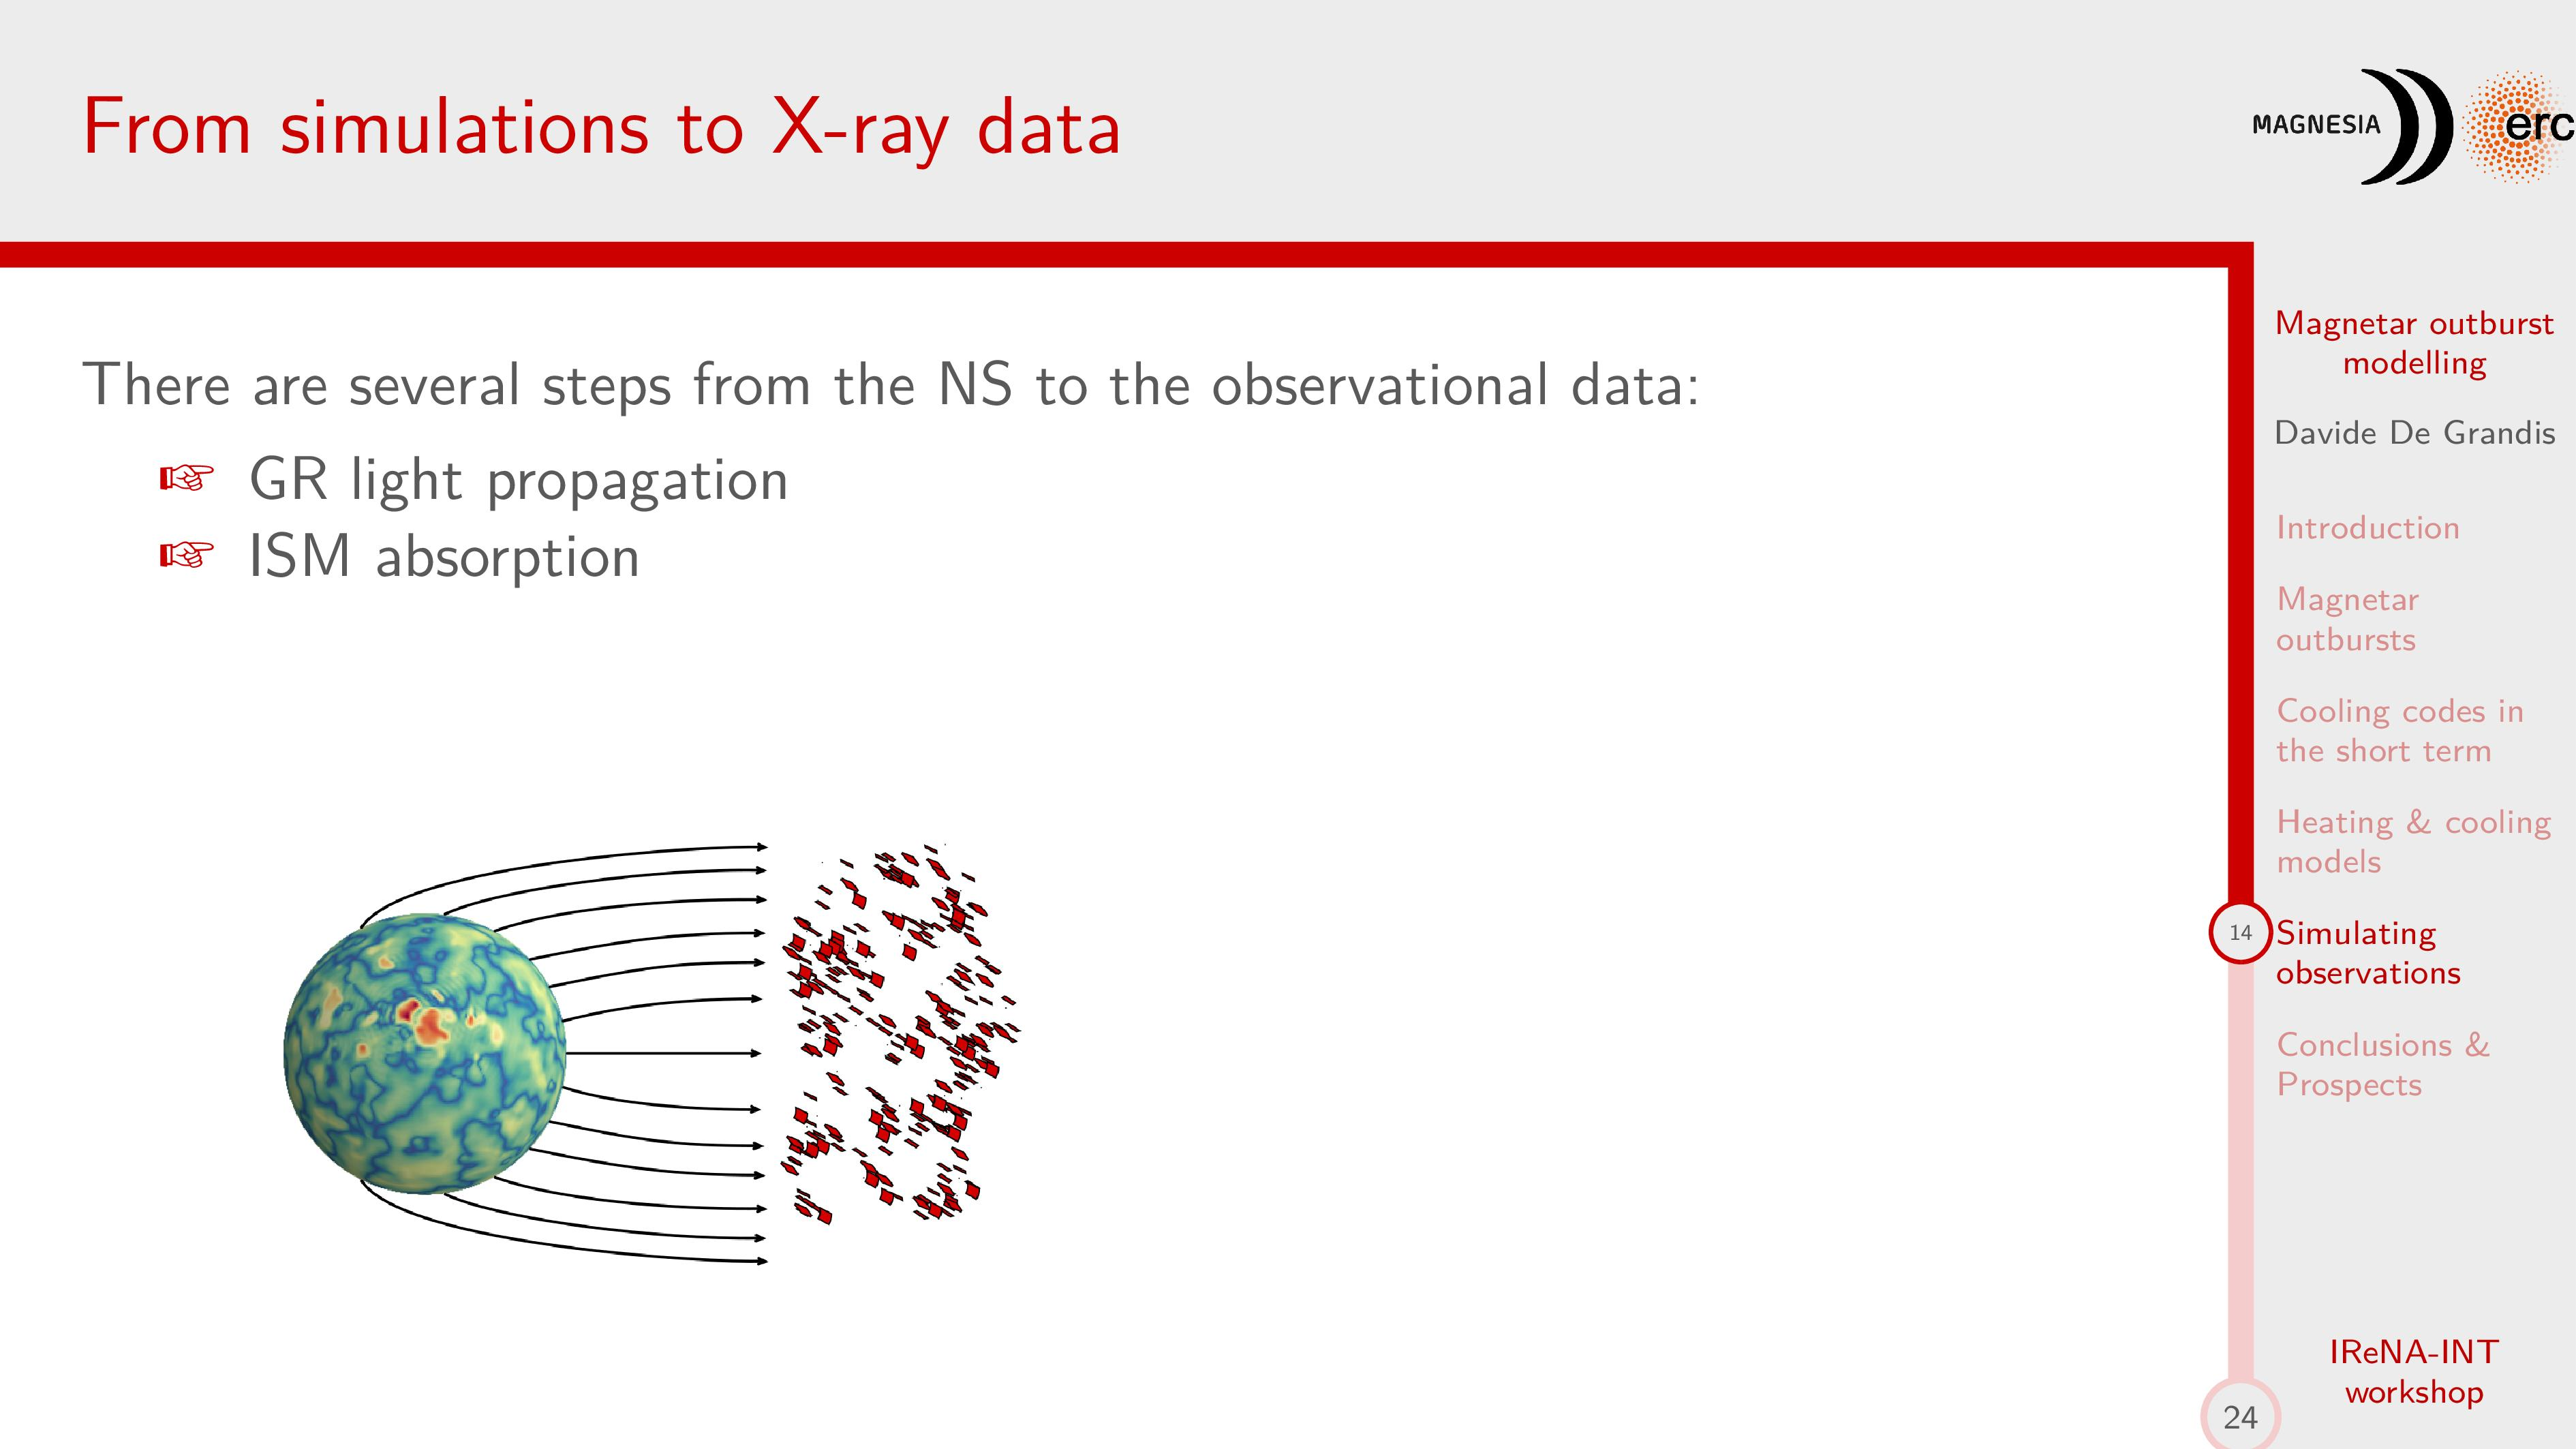 From simulations to X-ray data
MAGNESIA
erc
There are several steps from the NS to the observational data:
☞ GR light propagation
☞ ISM absorption
Magnetar outburst
modelling
Davide De Grandis
Introduction
Magnetar
outbursts
Cooling codes in
the short term
Heating & cooling
models
14
Simulating
observations
Conclusions &
Prospects
IReNA-INT
workshop
24